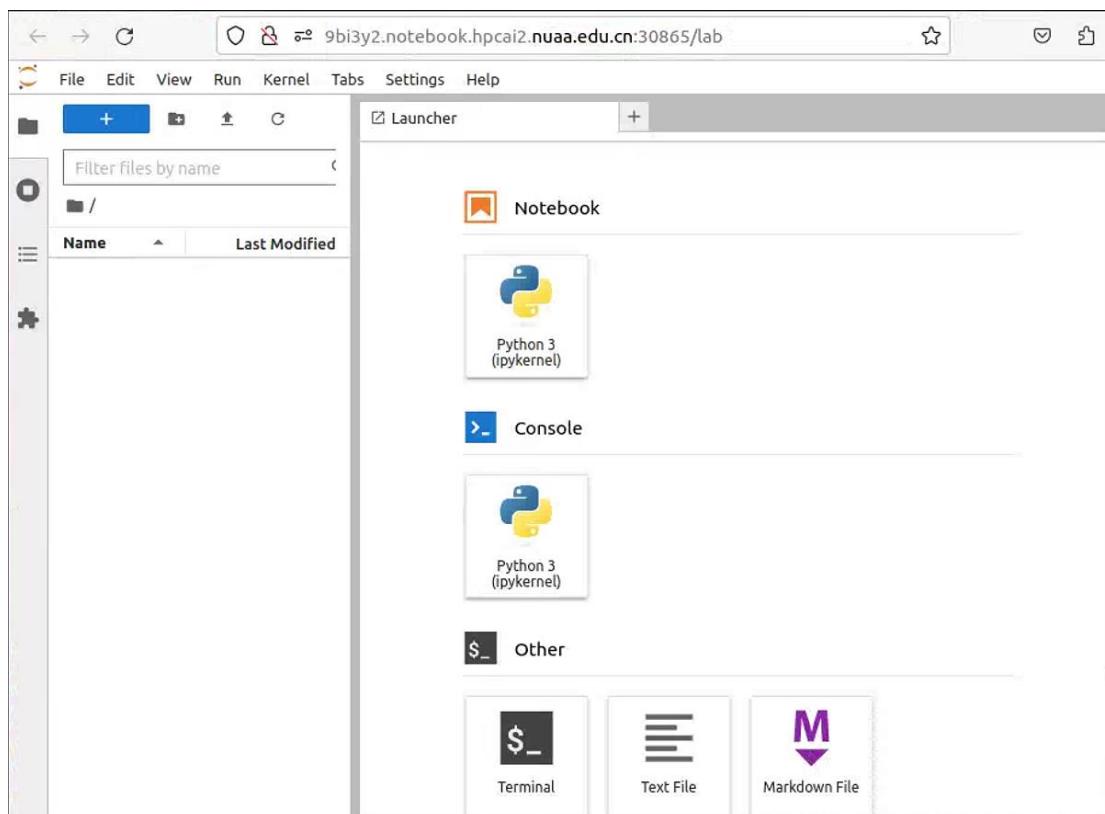 9bi3y2.notebook.hpcai2.nuaa.edu.cn:30865/lab
File Edit View Run Kernel Tabs Settings Help
+
Launcher
+
Filter files by name
/
Name Last Modified
Notebook
Python 3
(ipykernel)
Console
Python 3
(ipykernel)
$_ Other
$_
M
Terminal Text File Markdown File